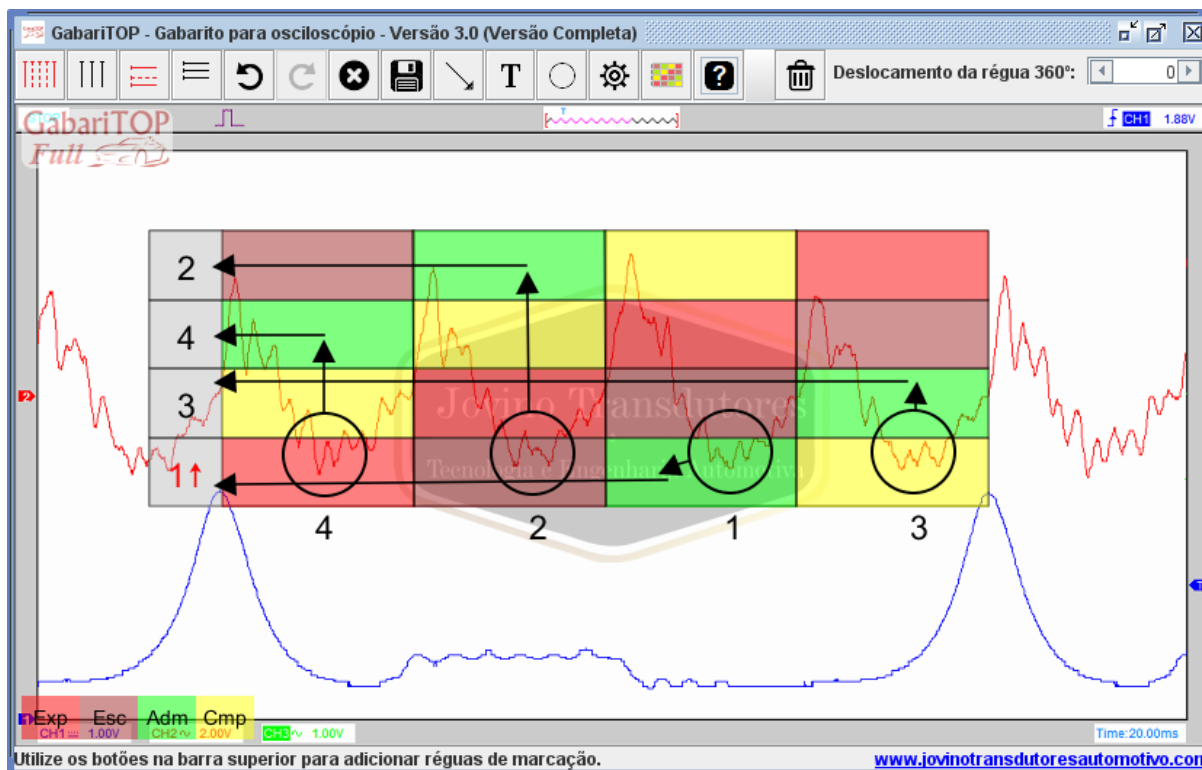 GabariTOP - Gabarito para osciloscópio - Versão 3.0 (Versão Completa)
T
?
Deslocamento da régua 360º:
0
GabariTOP
Full
T
CH1 1.88V
2
2
4
Jovino Transdutores
3
Tecnologia e Engenharia Automotiva
1↑
4 2 1 3
T
Exp Esc Adm Cmp
1
CH1 1.00V CH2 2.00V CH3 1.00V
Time:20.00ms
Utilize os botões na barra superior para adicionar réguas de marcação.
www.jovinotransdutoresautomotivo.com